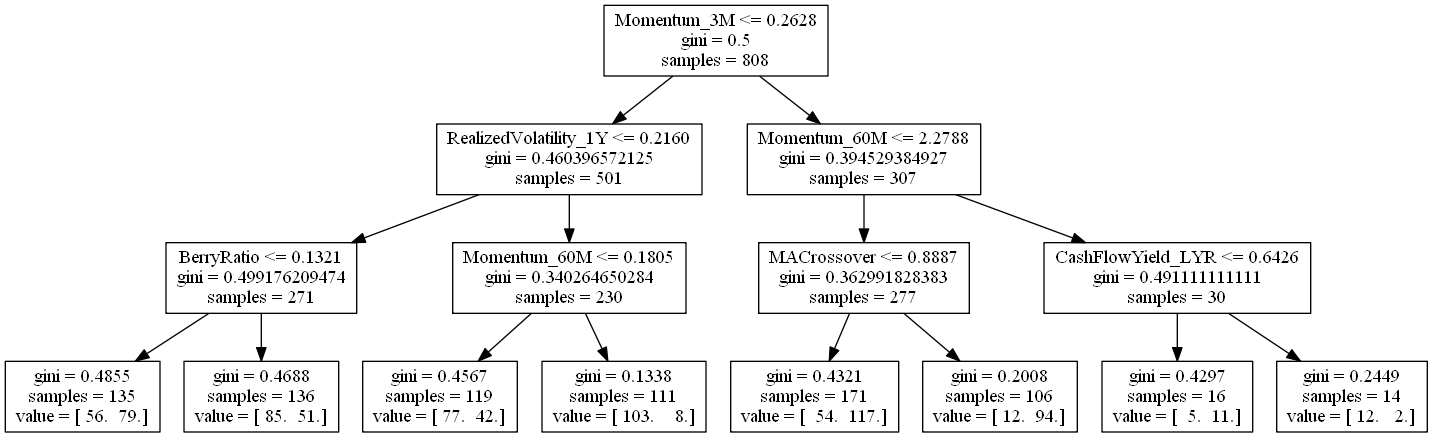 Momentum_3M <= 0.2628
gini = 0.5
samples = 808
RealizedVolatility_1Y <= 0.2160
gini = 0.460396572125
samples = 501
Momentum_60M <= 2.2788
gini = 0.394529384927
samples = 307
BerryRatio <= 0.1321
gini = 0.499176209474
samples = 271
Momentum_60M <= 0.1805
gini = 0.340264650284
samples = 230
MACrossover <= 0.8887
gini = 0.362991828383
samples = 277
CashFlowYield_LYR <= 0.6426
gini = 0.491111111111
samples = 30
gini = 0.4855
samples = 135
value = [ 56. 79.]
gini = 0.4688
samples = 136
value = [ 85. 51.]
gini = 0.4567
samples = 119
value = [ 77. 42.]
gini = 0.1338
samples = 111
value = [ 103. 8.]
gini = 0.4321
samples = 171
value = [ 54. 117.]
gini = 0.2008
samples = 106
value = [ 12. 94.]
gini = 0.4297
samples = 16
value = [ 5. 11.]
gini = 0.2449
samples = 14
value = [ 12. 2.]